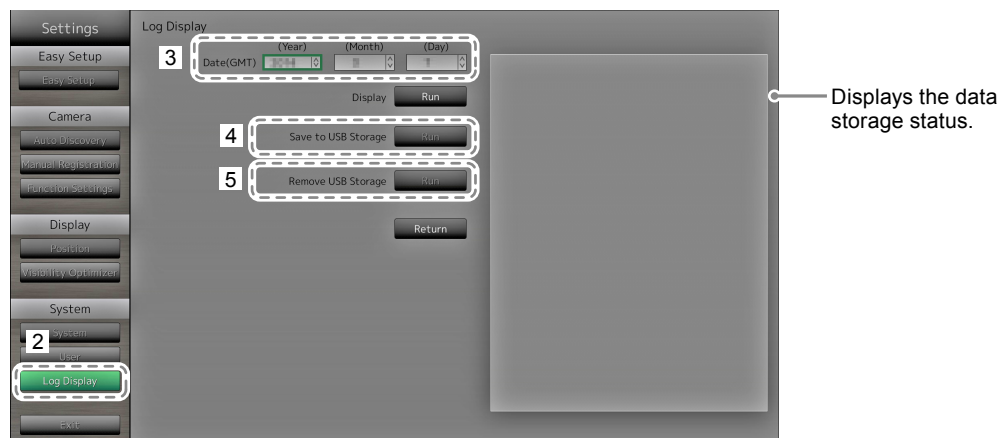 Settings
Easy Setup
Easy Setup
Camera
Auto Discovery
Manual Registration
Function Settings
Display
Position
Visibility Optimizer
System
System
2
User
Log Display
Exit
Log Display
3
(Year) (Month) (Day)
Date(GMT)
Display Run
4
Save to USB Storage Run
5
Remove USB Storage Run
Return
Displays the data
storage status.